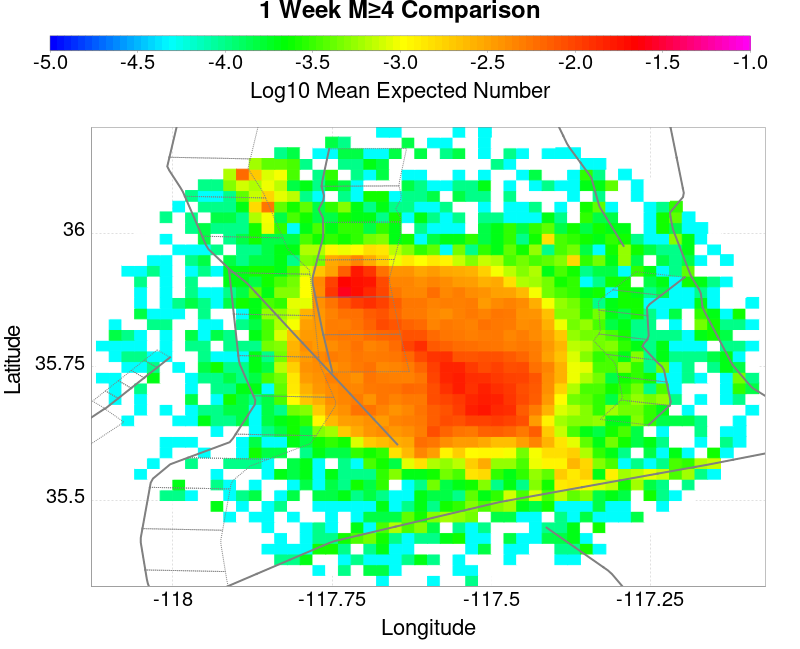 1 Week M≥4 Comparison
-5.0 -4.5 -4.0 -3.5 -3.0 -2.5 -2.0 -1.5 -1.0
Log10 Mean Expected Number
36
35.75
35.5
Latitude
-118 -117.75 -117.5 -117.25
Longitude